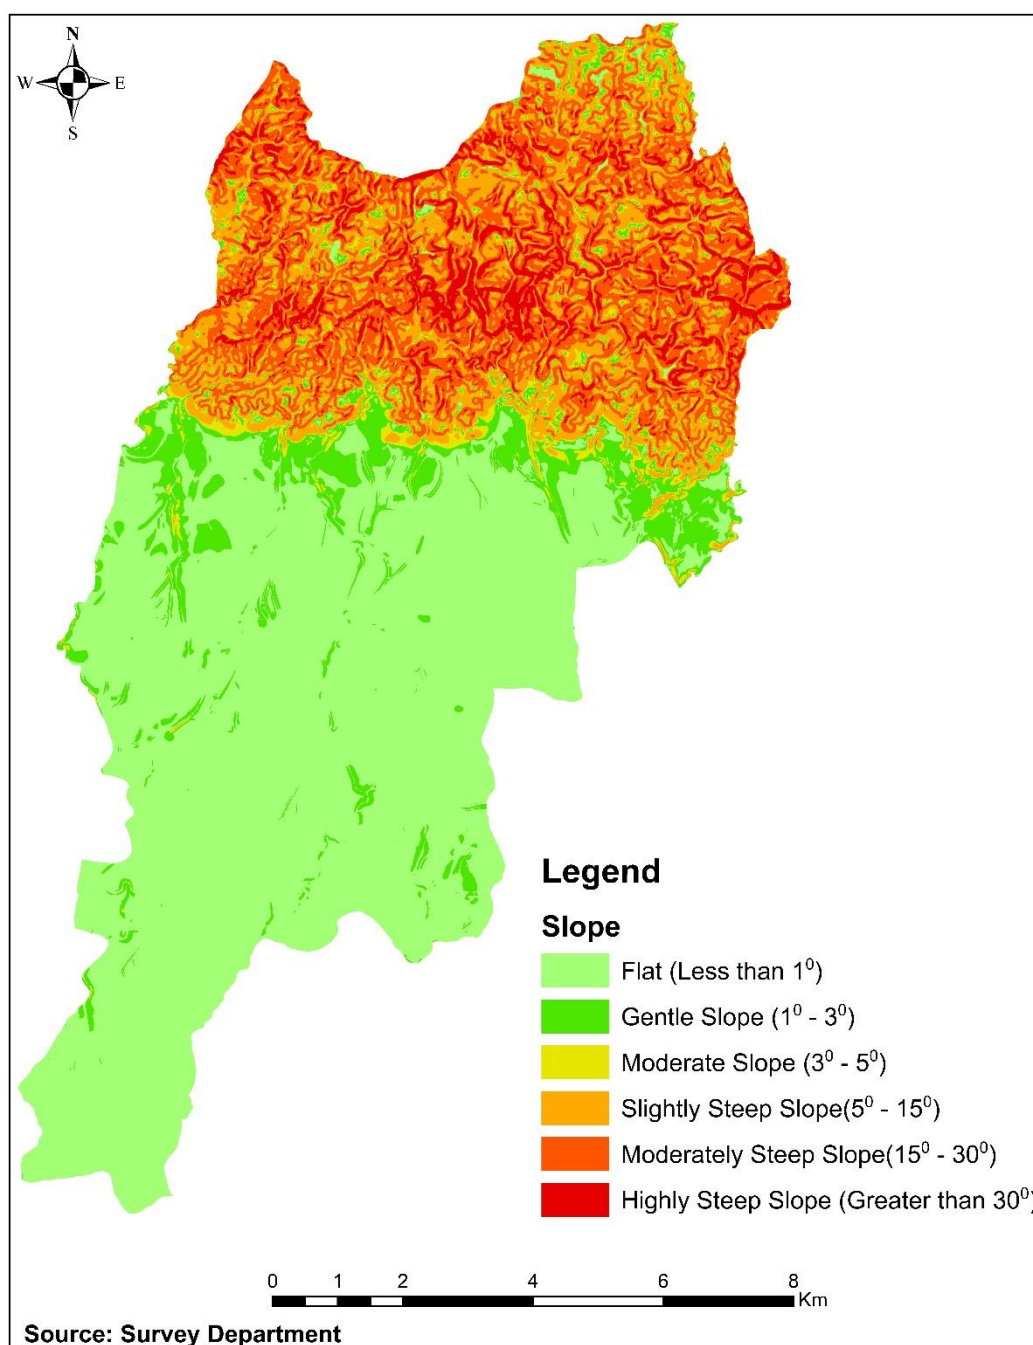 N
W E
S
Legend
Slope
Flat (Less than 1⁰)
Gentle Slope (1⁰ - 3⁰)
Moderate Slope (3⁰ - 5⁰)
Slightly Steep Slope(5⁰ - 15⁰)
Moderately Steep Slope(15⁰ - 30⁰)
Highly Steep Slope (Greater than 30⁰)
0 1 2 4 6 8
Km
Source: Survey Department